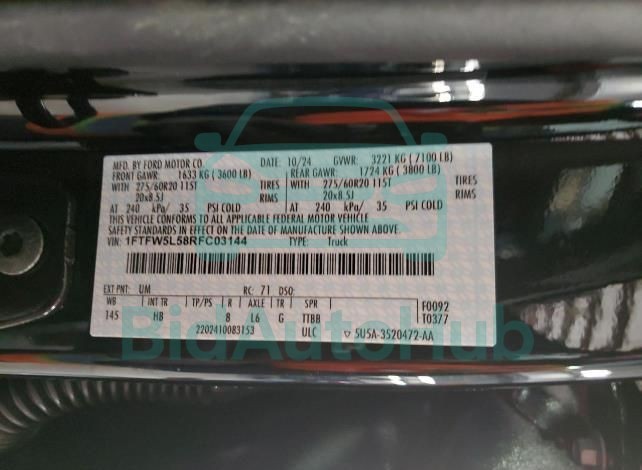 MFD. BY FORD MOTOR CO.
DATE: 10/24 GVWR: 3221 KG ( 7100 LB)
FRONT GAWR: 1633 KG ( 3600 LB) REAR GAWR: 1724 KG ( 3800 LB)
WITH 275/60R20 115T TIRES WITH 275/60R20 115T TIRES
20x8.5J RIMS 20x8.5J RIMS
AT 240 kPa/ 35 PSI COLD AT 240 kPa/ 35 PSI COLD
THIS VEHICLE CONFORMS TO ALL APPLICABLE FEDERAL MOTOR VEHICLE
SAFETY STANDARDS IN EFFECT ON THE DATE OF MANUFACTURE SHOWN ABOVE.
VIN: 1FTFW5L58RFC03144 TYPE: Truck
EXT PNT: UM RC: 71 DSO:
WB INT TR TP/PS R AXLE TR SPR F0092
145 HB 8 L6 G TTBB T0377
2202410083153 ULC 5U5A-3520472-AA
BidAutoHub